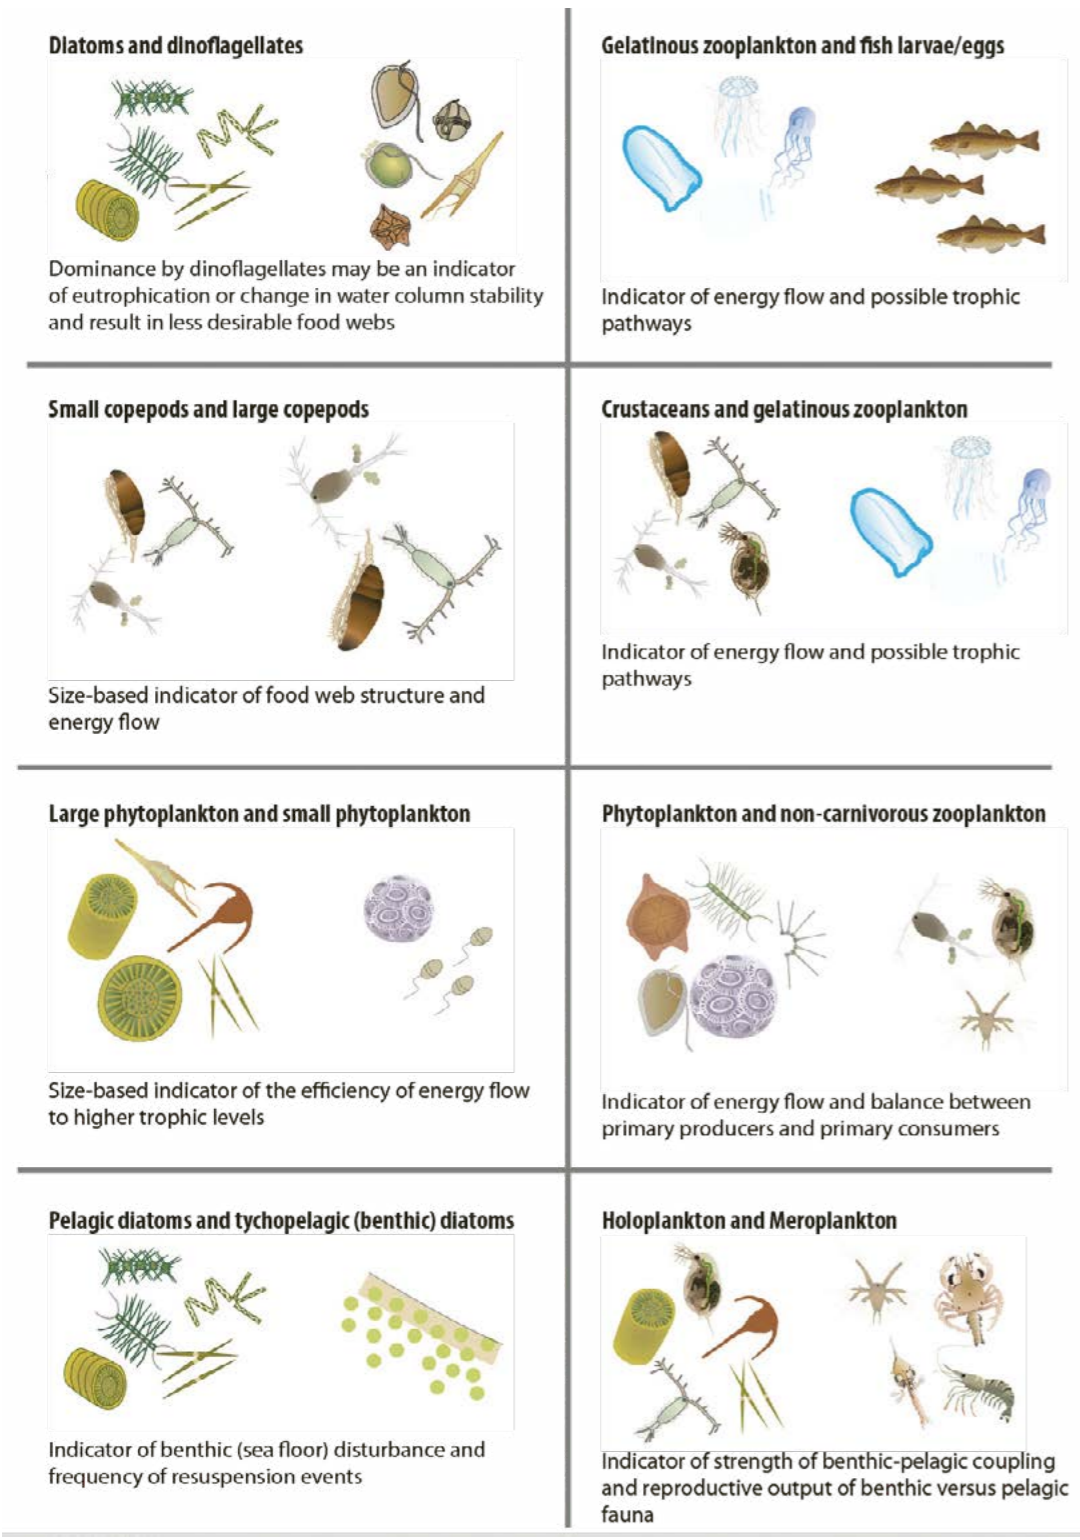 Diatoms and dinoflagellates
Dominance by dinoflagellates may be an indicator
of eutrophication or change in water column stability
and result in less desirable food webs
Gelatinous zooplankton and fish larvae/eggs
Indicator of energy flow and possible trophic
pathways
Small copepods and large copepods
Size-based indicator of food web structure and
energy flow
Crustaceans and gelatinous zooplankton
Indicator of energy flow and possible trophic
pathways
Large phytoplankton and small phytoplankton
Size-based indicator of the efficiency of energy flow
to higher trophic levels
Phytoplankton and non-carnivorous zooplankton
Indicator of energy flow and balance between
primary producers and primary consumers
Pelagic diatoms and tychopelagic (benthic) diatoms
Indicator of benthic (sea floor) disturbance and
frequency of resuspension events
Holoplankton and Meroplankton
Indicator of strength of benthic-pelagic coupling
and reproductive output of benthic versus pelagic
fauna